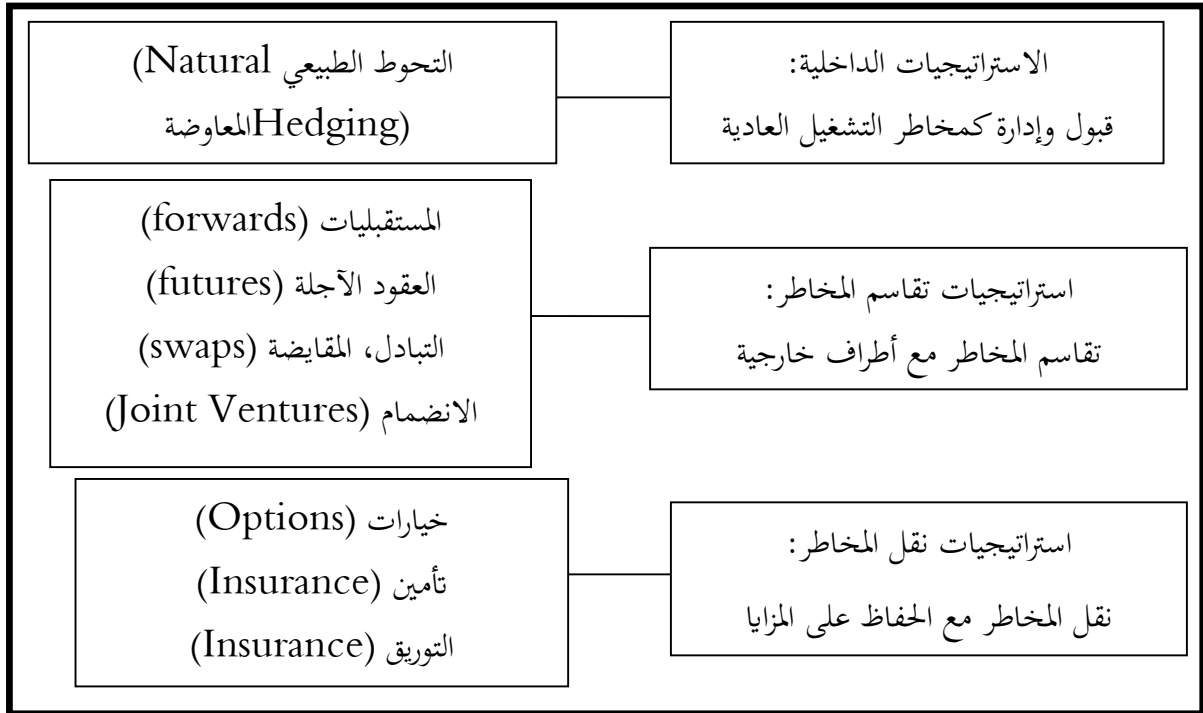 الاستراتيجيات الداخلية:
قبول وإدارة كمخاطر التشغيل العادية
التحوط الطبيعي (Natural
Hedging)المعاوضة
استراتيجيات تقاسم المخاطر:
تقاسم المخاطر مع أطراف خارجية
المستقبليات (forwards)
العقود الآجلة (futures)
التبادل، المقايضة (swaps)
الانضمام (Joint Ventures)
استراتيجيات نقل المخاطر:
نقل المخاطر مع الحفاظ على المزايا
خيارات (Options)
تأمين (Insurance)
التوريق (Insurance)